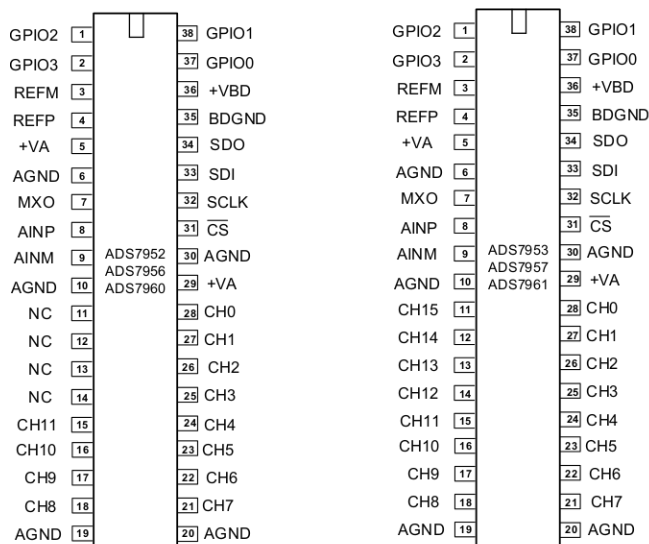 GPIO2 1 38 GPIO1
GPIO3 2 37 GPIO0
REFM 3 36 +VBD
REFP 4 35 BDGND
+VA 5 34 SDO
AGND 6 33 SDI
MXO 7 32 SCLK
AINP 8 31 CS
AINM 9 30 AGND
AGND 10 29 +VA
NC 11 28 CH0
NC 12 27 CH1
NC 13 26 CH2
NC 14 25 CH3
CH11 15 24 CH4
CH10 16 23 CH5
CH9 17 22 CH6
CH8 18 21 CH7
AGND 19 20 AGND
ADS7952
ADS7956
ADS7960
GPIO2 1 38 GPIO1
GPIO3 2 37 GPIO0
REFM 3 36 +VBD
REFP 4 35 BDGND
+VA 5 34 SDO
AGND 6 33 SDI
MXO 7 32 SCLK
AINP 8 31 CS
AINM 9 30 AGND
AGND 10 29 +VA
CH15 11 28 CH0
CH14 12 27 CH1
CH13 13 26 CH2
CH12 14 25 CH3
CH11 15 24 CH4
CH10 16 23 CH5
CH9 17 22 CH6
CH8 18 21 CH7
AGND 19 20 AGND
ADS7953
ADS7957
ADS7961